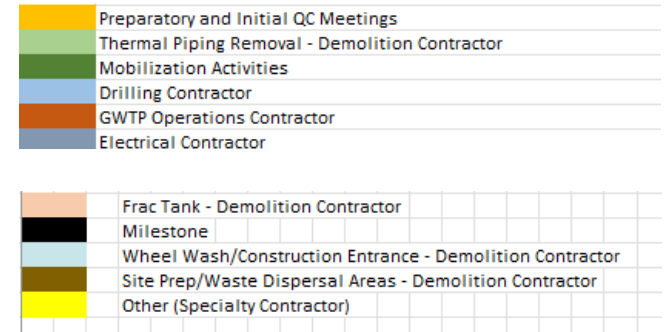 Preparatory and Initial QC Meetings
Thermal Piping Removal - Demolition Contractor
Mobilization Activities
Drilling Contractor
GWTP Operations Contractor
Electrical Contractor
Frac Tank - Demolition Contractor
Milestone
Wheel Wash/Construction Entrance - Demolition Contractor
Site Prep/Waste Dispersal Areas - Demolition Contractor
Other (Specialty Contractor)